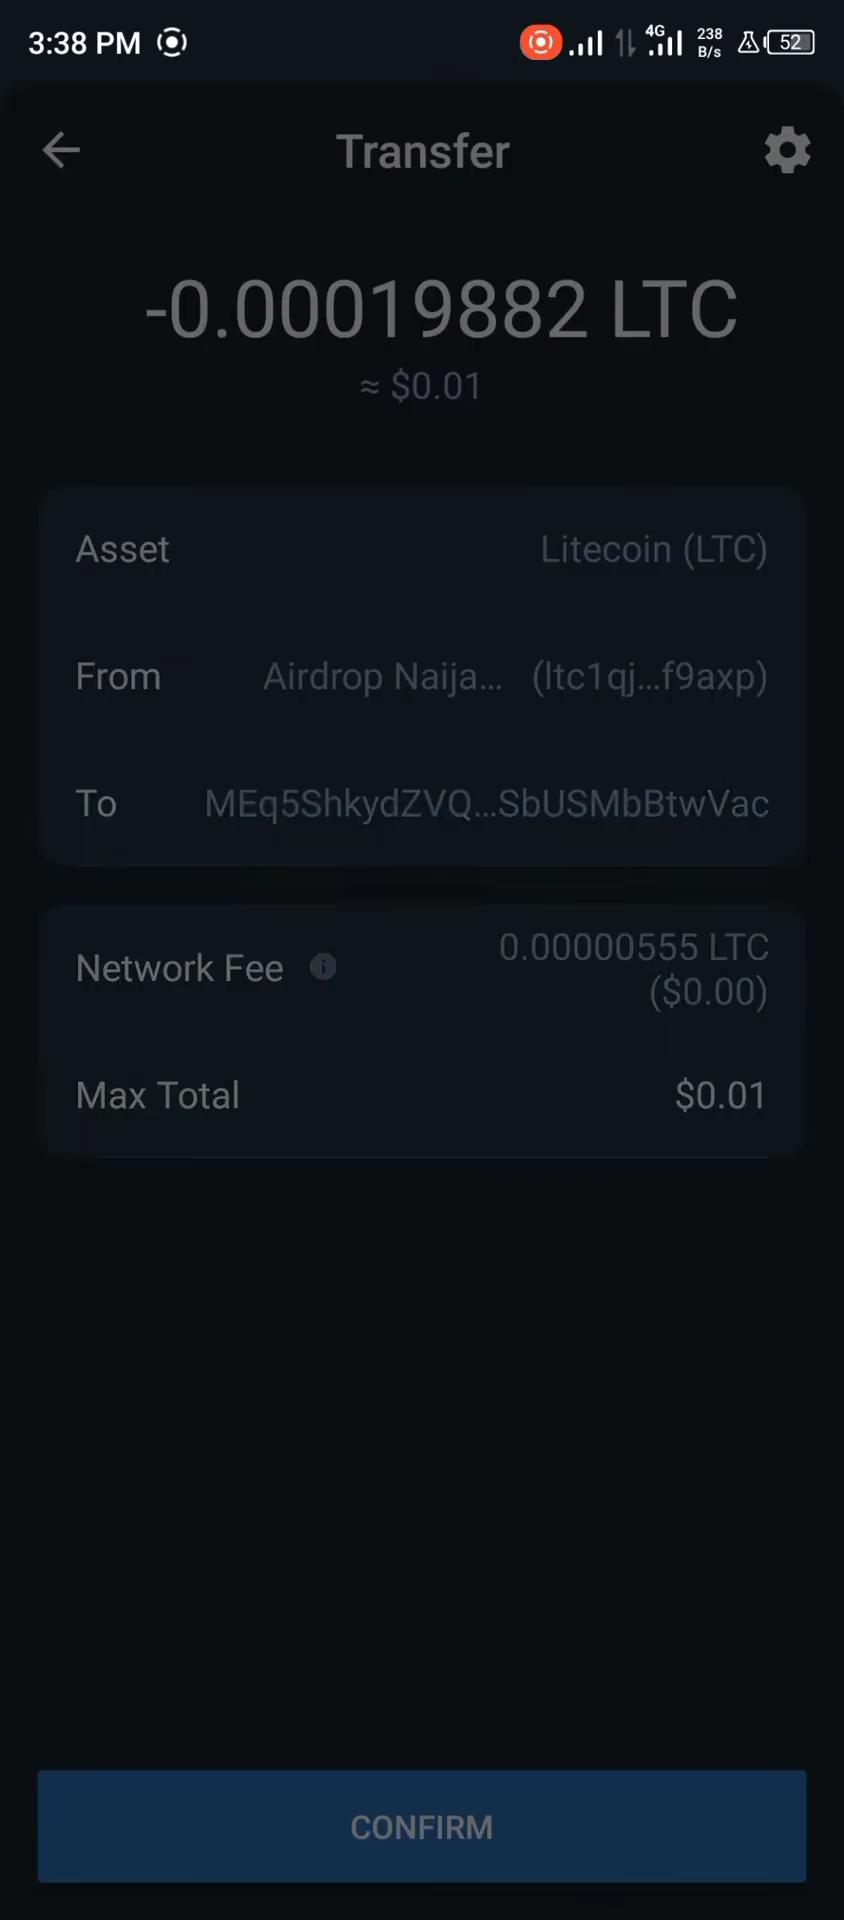 3:38 PM 4G 238 B/s 52
Transfer
-0.00019882 LTC
≈ $0.01
Asset Litecoin (LTC)
From Airdrop Naija... (ltc1qj...f9axp)
To MEq5ShkydZVQ...SbUSMbBtwVac
Network Fee 0.00000555 LTC
($0.00)
Max Total $0.01
CONFIRM